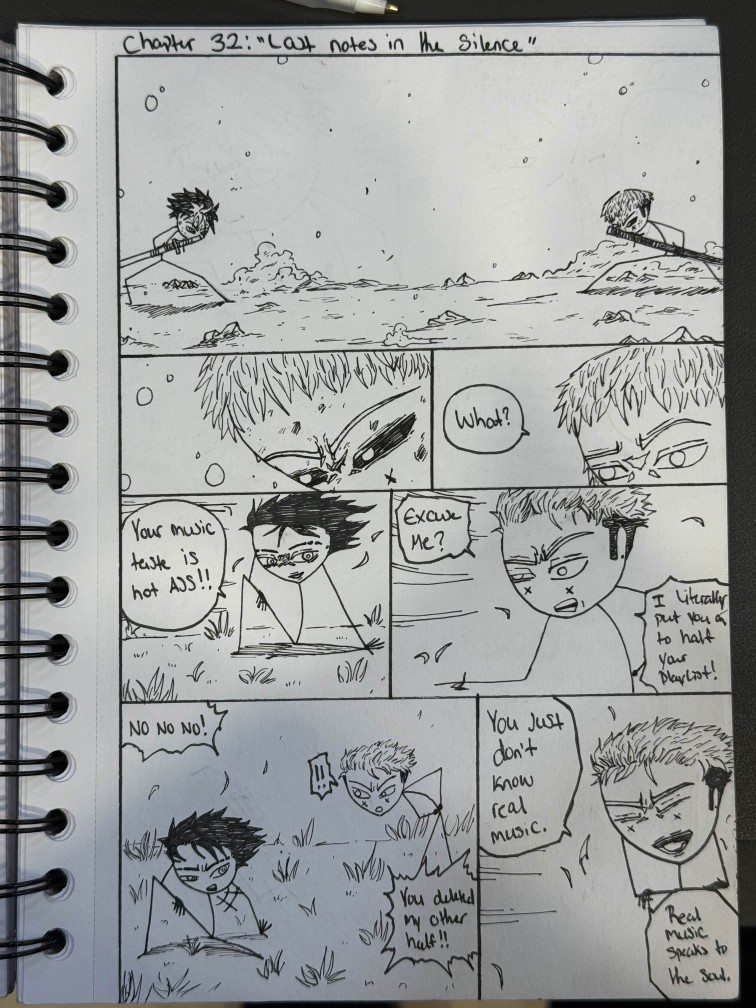 Chapter 32: "Last notes in the Silence"
What?
Your music
taste is
hot ASS!!
Excuse
Me?
I Literally
put you on
to half
your
playlist!
NO NO NO!
!!
You deleted
my other
half!!
You Just
don't
know
real
music.
Real
music
speaks to
the soul.